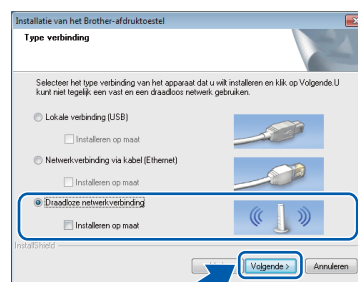 Installatie van het Brother-afdruktoestel
Type verbinding
Selecteer het type verbinding van het apparaat dat u wilt installeren en klik op Volgende.U
kunt niet tegelijk een vast en een draadloos netwerk gebruiken.
Lokale verbinding (USB)
Installeren op maat
Netwerkverbinding via kabel (Ethernet)
Installeren op maat
Draadloze netwerkverbinding
Installeren op maat
InstallShield
Volgende >
Annuleren